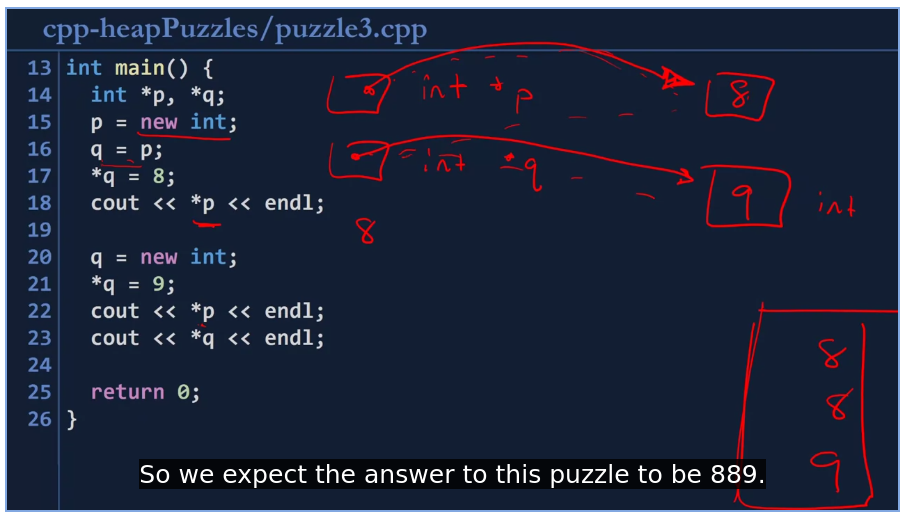 cpp-heapPuzzles/puzzle3.cpp
13 int main() {
14 int *p, *q;
15 p = new int;
16 q = p;
17 *q = 8;
18 cout << *p << endl;
19
20 q = new int;
21 *q = 9;
22 cout << *p << endl;
23 cout << *q << endl;
24
25 return 0;
26 }
int * p
8
int * q
9 int
8
8
8
9
So we expect the answer to this puzzle to be 889.